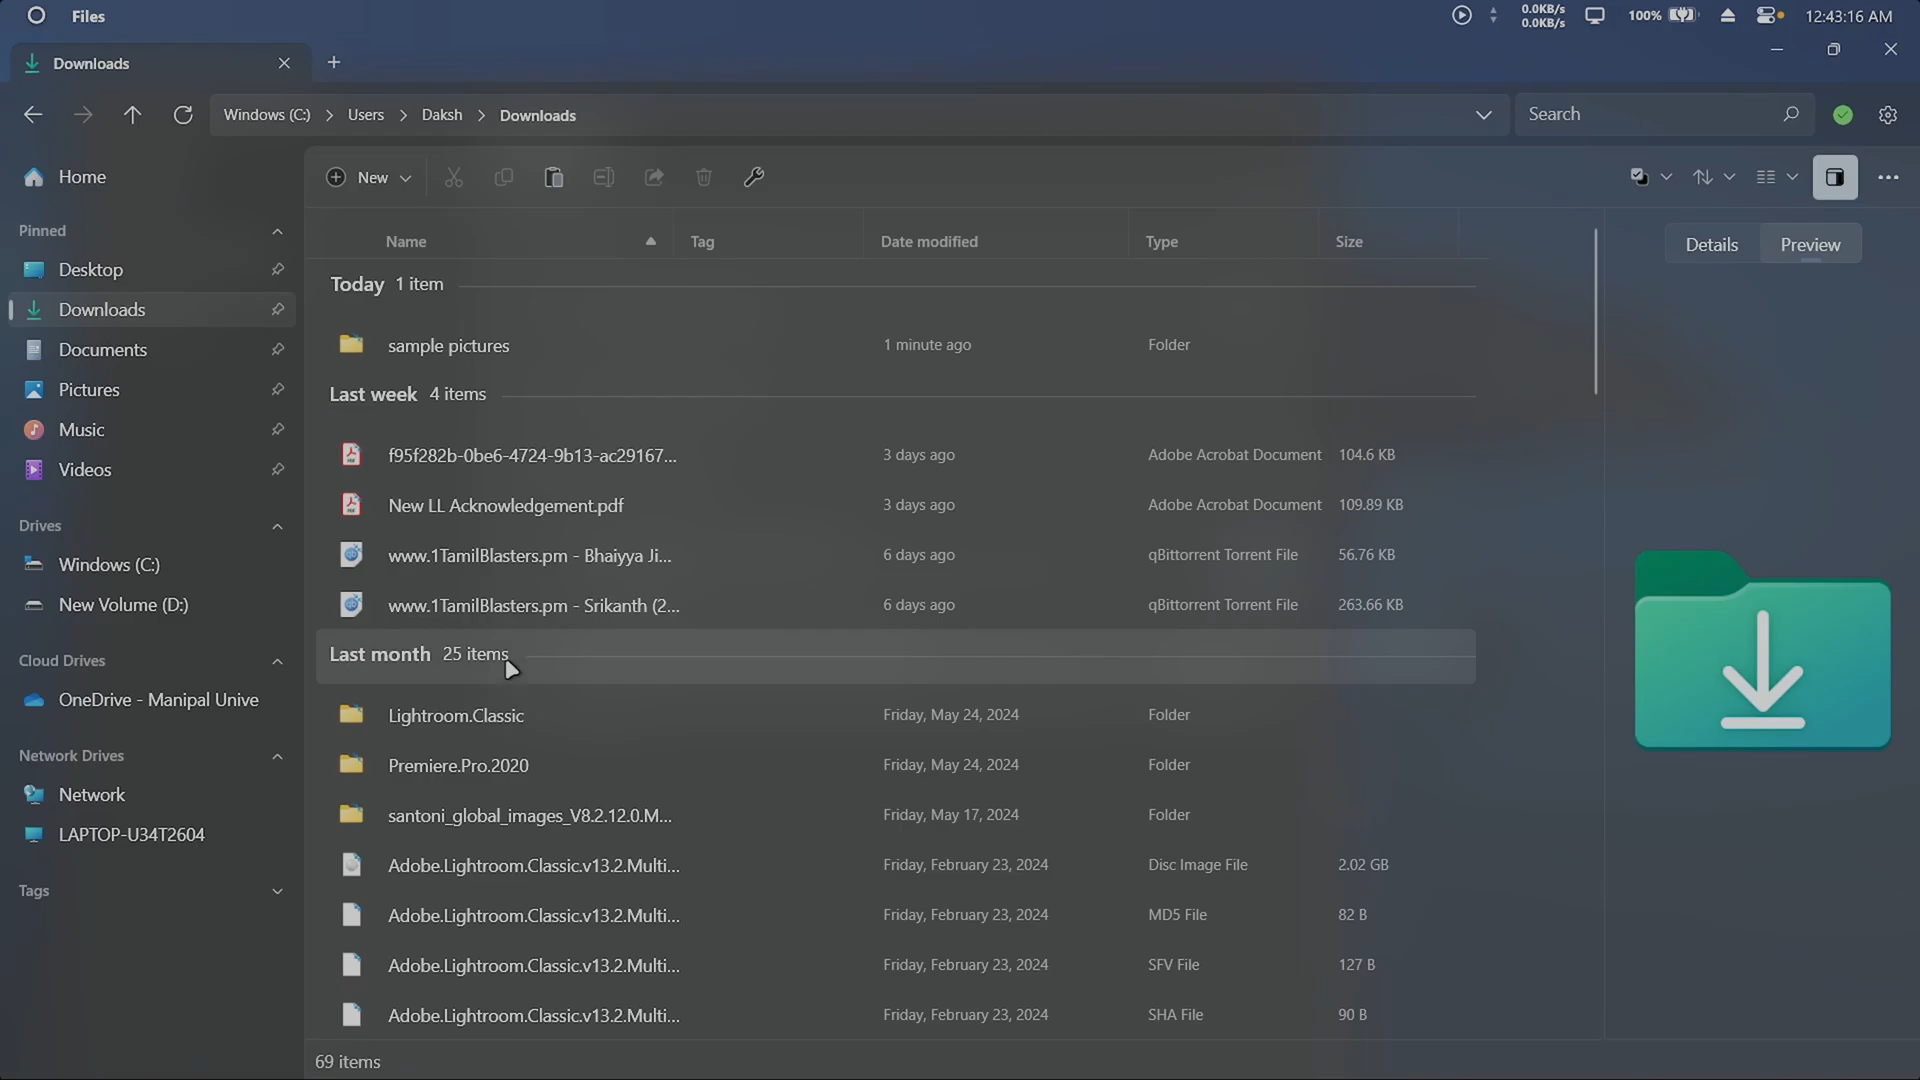 Files
0.0KB/s
0.0KB/s
100%
12:43:16 AM
Downloads
Windows (C:) > Users > Daksh > Downloads
Search
Home
New
Pinned
Desktop
Downloads
Documents
Pictures
Music
Videos
Drives
Windows (C:)
New Volume (D:)
Cloud Drives
OneDrive - Manipal Unive
Network Drives
Network
LAPTOP-U34T2604
Tags
Name Tag Date modified Type Size
Today 1 item
sample pictures 1 minute ago Folder
Last week 4 items
f95f282b-0be6-4724-9b13-ac29167... 3 days ago Adobe Acrobat Document 104.6 KB
New LL Acknowledgement.pdf 3 days ago Adobe Acrobat Document 109.89 KB
www.1TamilBlasters.pm - Bhaiyya Ji... 6 days ago qBittorrent Torrent File 56.76 KB
www.1TamilBlasters.pm - Srikanth (2... 6 days ago qBittorrent Torrent File 263.66 KB
Last month 25 items
Lightroom.Classic Friday, May 24, 2024 Folder
Premiere.Pro.2020 Friday, May 24, 2024 Folder
santoni_global_images_V8.2.12.0.M... Friday, May 17, 2024 Folder
Adobe.Lightroom.Classic.v13.2.Multi... Friday, February 23, 2024 Disc Image File 2.02 GB
Adobe.Lightroom.Classic.v13.2.Multi... Friday, February 23, 2024 MD5 File 82 B
Adobe.Lightroom.Classic.v13.2.Multi... Friday, February 23, 2024 SFV File 127 B
Adobe.Lightroom.Classic.v13.2.Multi... Friday, February 23, 2024 SHA File 90 B
69 items
Details Preview